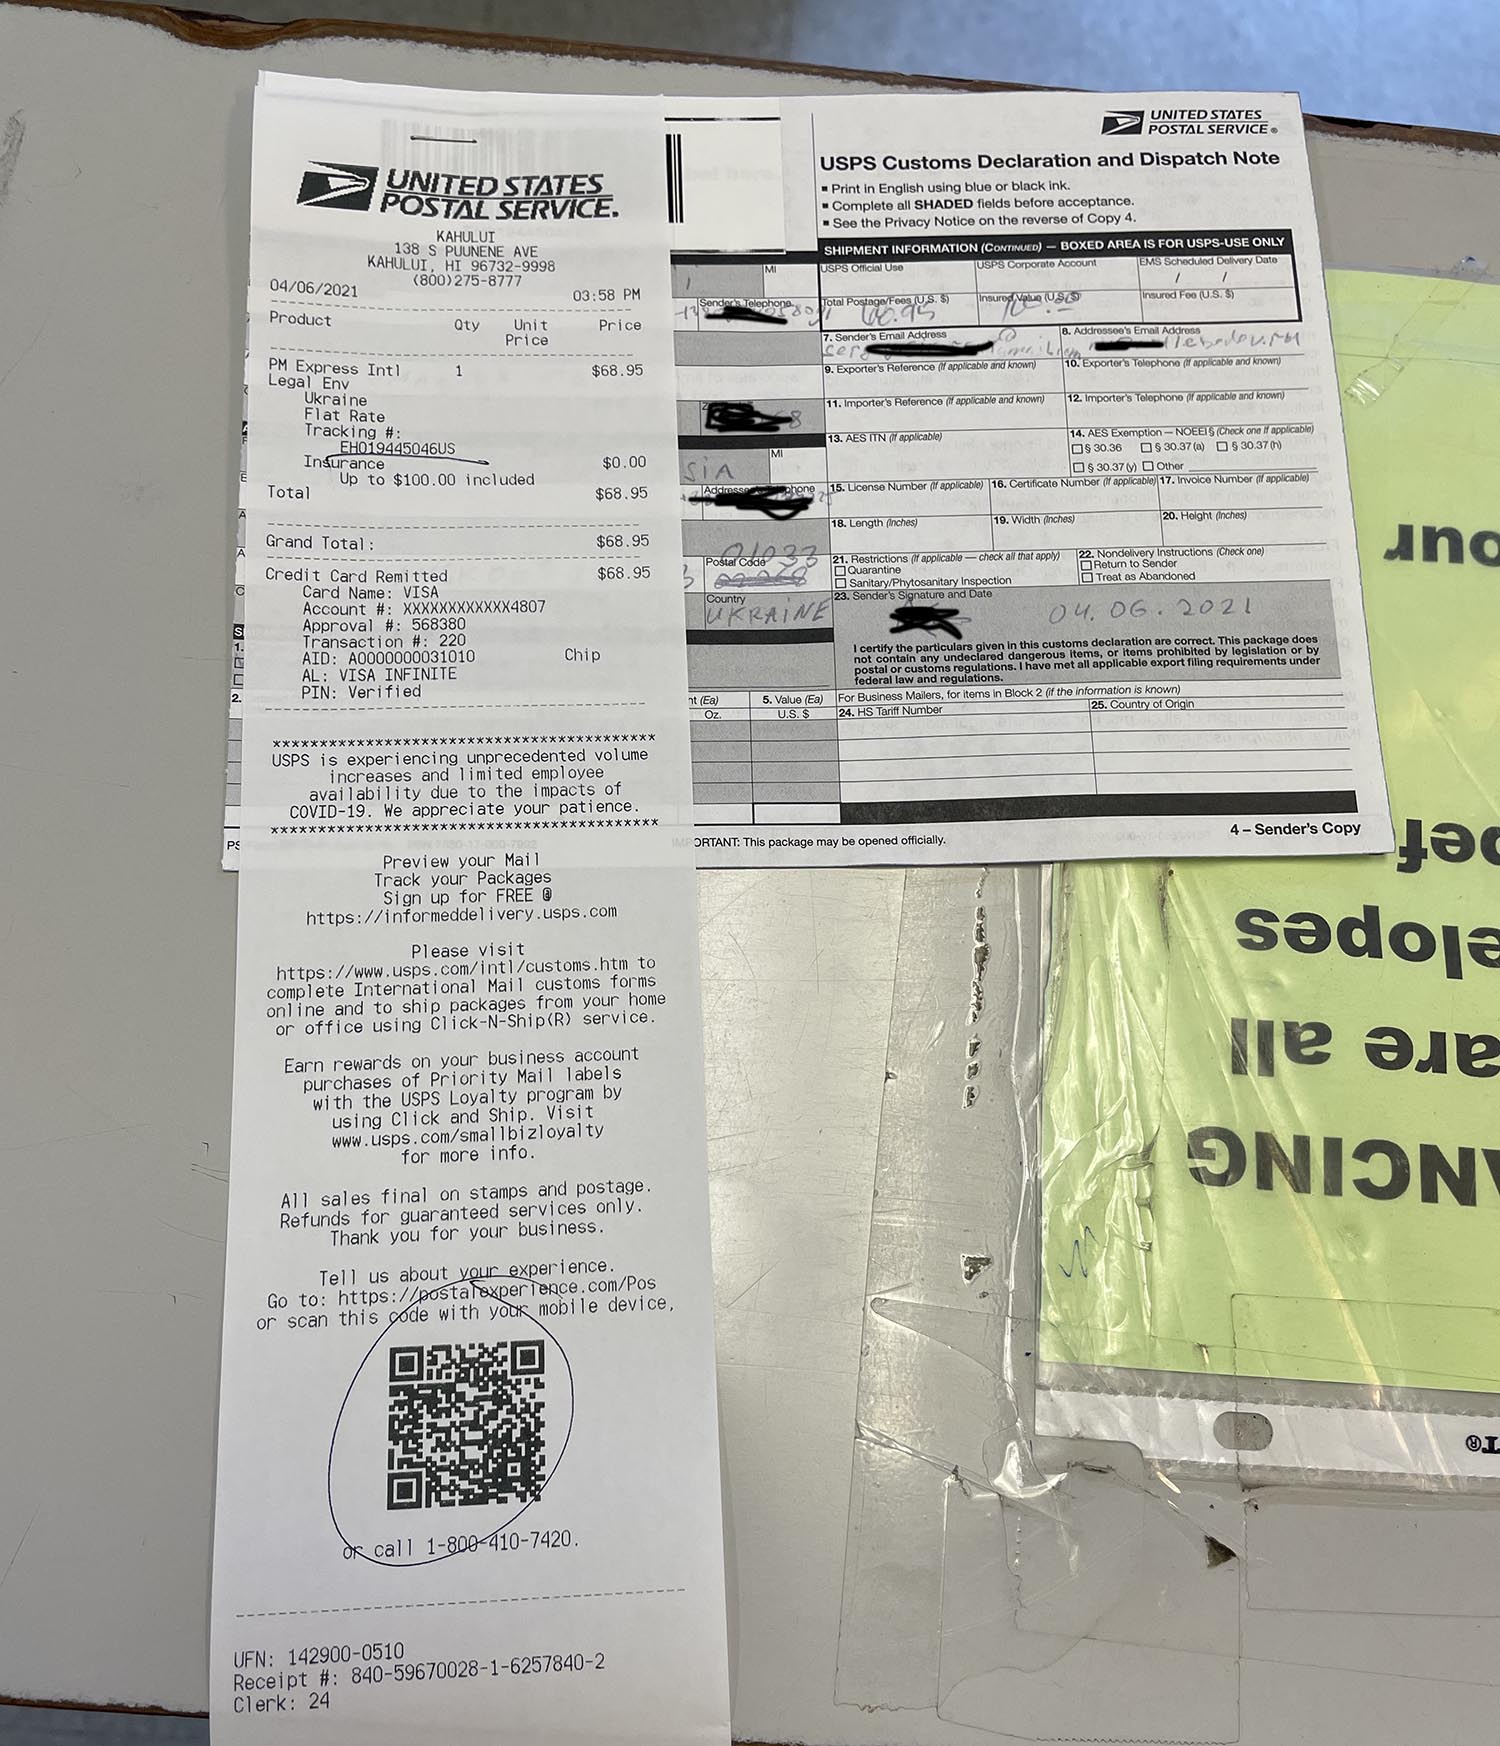 UNITED STATES
POSTAL SERVICE.
KAHULUI
138 S PUUNENE AVE
KAHULUI, HI 96732-9998
(800)275-8777
04/06/2021 03:58 PM
Product Qty Unit Price
Price
PM Express Intl 1 $68.95
Legal Env
Ukraine
Flat Rate
Tracking #:
EH019445046US
Insurance $0.00
Up to $100.00 included
Total $68.95
Grand Total: $68.95
Credit Card Remitted $68.95
Card Name: VISA
Account #: XXXXXXXXXXXX4807
Approval #: 568380
Transaction #: 220
AID: A0000000031010 Chip
AL: VISA INFINITE
PIN: Verified
*****************************************
USPS is experiencing unprecedented volume
increases and limited employee
availability due to the impacts of
COVID-19. We appreciate your patience.
*****************************************
Preview your Mail
Track your Packages
Sign up for FREE @
https://informeddelivery.usps.com
Please visit
https://www.usps.com/intl/customs.htm to
complete International Mail customs forms
online and to ship packages from your home
or office using Click-N-Ship(R) service.
Earn rewards on your business account
purchases of Priority Mail labels
with the USPS Loyalty program by
using Click and Ship. Visit
www.usps.com/smallbizloyalty
for more info.
All sales final on stamps and postage.
Refunds for guaranteed services only.
Thank you for your business.
Tell us about your experience.
Go to: https://postalexperience.com/Pos
or scan this code with your mobile device,
or call 1-800-410-7420.
UFN: 142900-0510
Receipt #: 840-59670028-1-6257840-2
Clerk: 24
UNITED STATES
POSTAL SERVICE®
USPS Customs Declaration and Dispatch Note
▪ Print in English using blue or black ink.
▪ Complete all SHADED fields before acceptance.
▪ See the Privacy Notice on the reverse of Copy 4.
SHIPMENT INFORMATION (CONTINUED) — BOXED AREA IS FOR USPS-USE ONLY
MI
USPS Official Use USPS Corporate Account EMS Scheduled Delivery Date
/ /
Sender's Telephone
Total Postage/Fees (U.S. $) Insured Value (U.S.$) Insured Fee (U.S. $)
7. Sender's Email Address 8. Addressee's Email Address
9. Exporter's Reference (If applicable and known) 10. Exporter's Telephone (If applicable and known)
11. Importer's Reference (If applicable and known) 12. Importer's Telephone (If applicable and known)
13. AES ITN (If applicable) 14. AES Exemption — NOEEI § (Check one if applicable)
§ 30.36 § 30.37 (a) § 30.37 (h)
MI
§ 30.37 (y) Other
15. License Number (If applicable) 16. Certificate Number (If applicable) 17. Invoice Number (If applicable)
18. Length (Inches) 19. Width (Inches) 20. Height (Inches)
01033
Postal Code
21. Restrictions (If applicable — check all that apply) 22. Nondelivery Instructions (Check one)
Quarantine Return to Sender
Sanitary/Phytosanitary Inspection Treat as Abandoned
Country
UKRAINE
23. Sender's Signature and Date
04.06.2021
I certify the particulars given in this customs declaration are correct. This package does
not contain any undeclared dangerous items, or items prohibited by legislation or by
postal or customs regulations. I have met all applicable export filing requirements under
federal law and regulations.
(Ea) 5. Value (Ea) For Business Mailers, for items in Block 2 (if the information is known)
Oz. U.S. $ 24. HS Tariff Number 25. Country of Origin
ORTANT: This package may be opened officially.
4 – Sender's Copy
ANCING
are all
elopes
bef
our